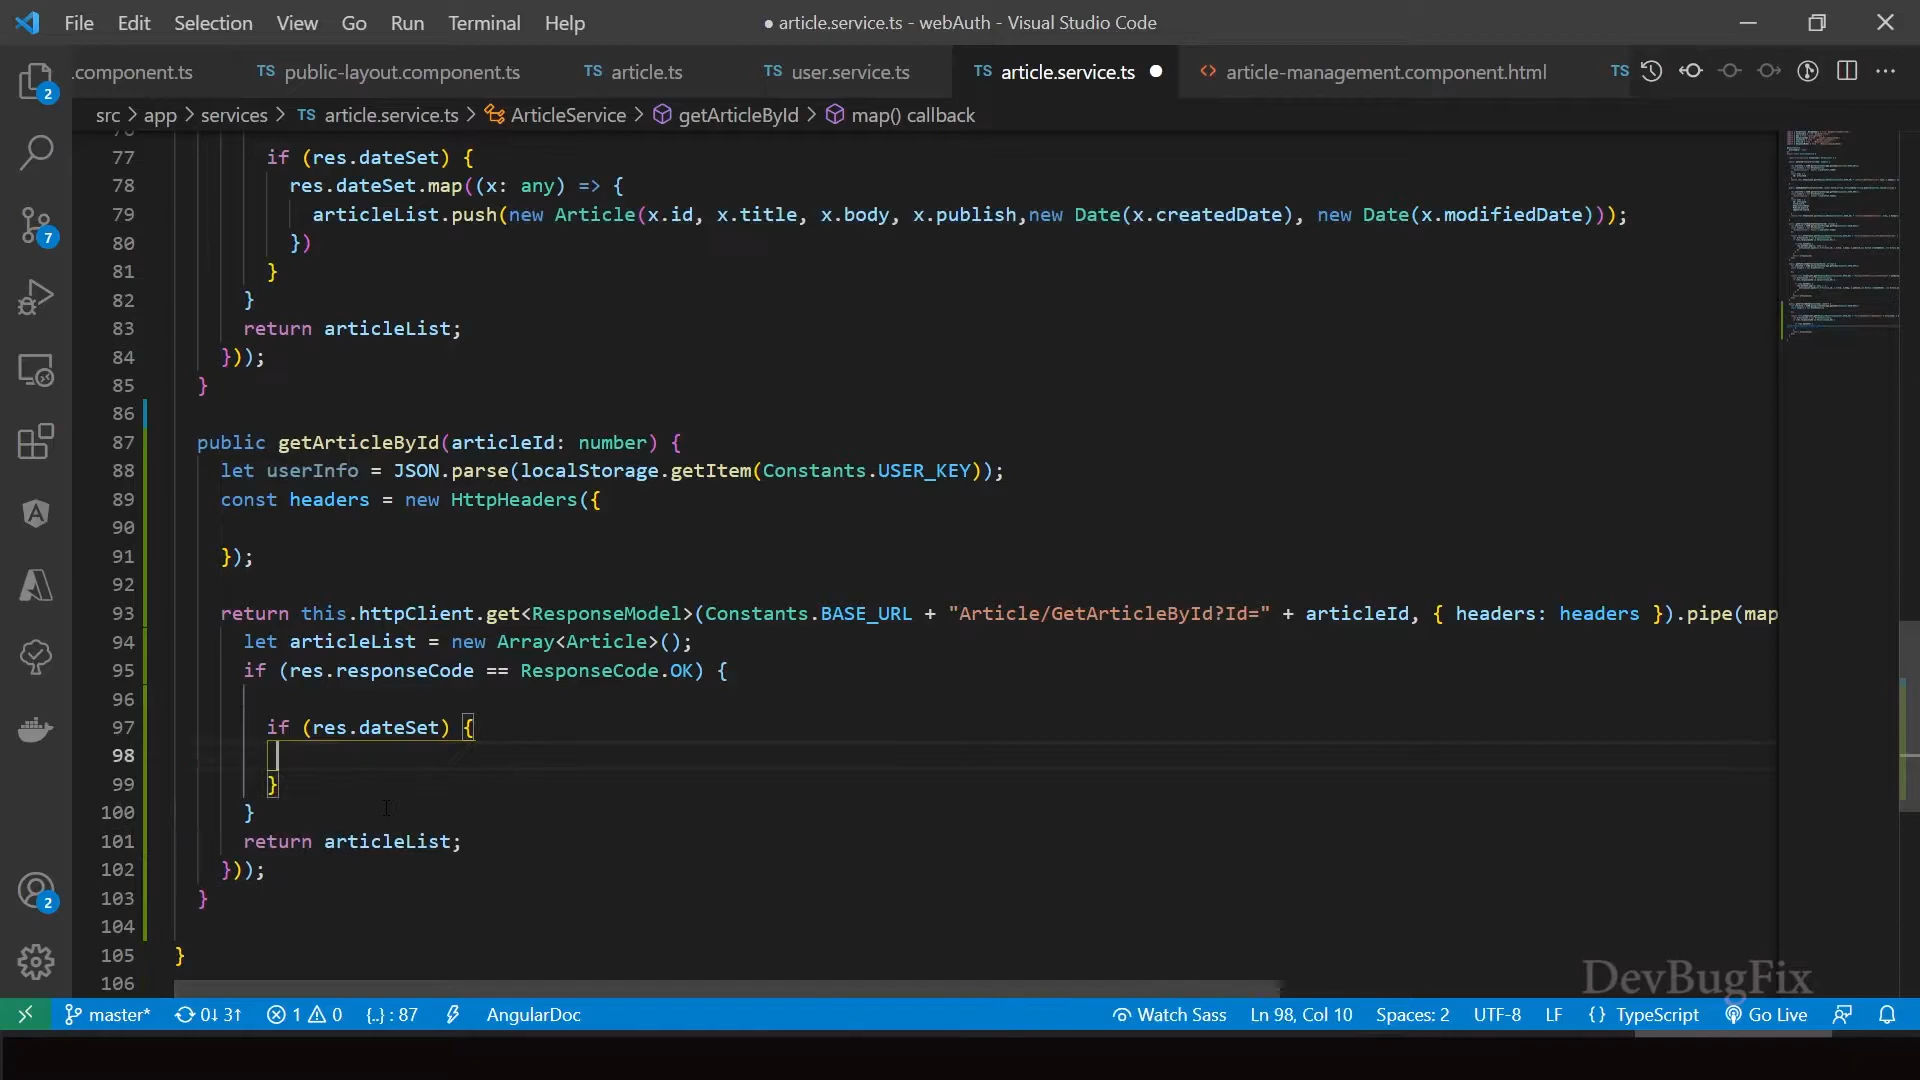 File Edit Selection View Go Run Terminal Help
● article.service.ts - webAuth - Visual Studio Code
.component.ts TS public-layout.component.ts TS article.ts TS user.service.ts TS article.service.ts ● <> article-management.component.html TS
src > app > services > TS article.service.ts > ArticleService > getArticleById > map() callback
77 if (res.dateSet) {
78 res.dateSet.map((x: any) => {
79 articleList.push(new Article(x.id, x.title, x.body, x.publish,new Date(x.createdDate), new Date(x.modifiedDate)));
80 })
81 }
82 }
83 return articleList;
84 }));
85 }
86
87 public getArticleById(articleId: number) {
88 let userInfo = JSON.parse(localStorage.getItem(Constants.USER_KEY));
89 const headers = new HttpHeaders({
90
91 });
92
93 return this.httpClient.get<ResponseModel>(Constants.BASE_URL + "Article/GetArticleById?Id=" + articleId, { headers: headers }).pipe(map
94 let articleList = new Array<Article>();
95 if (res.responseCode == ResponseCode.OK) {
96
97 if (res.dateSet) {
98
99 }
100 }
101 return articleList;
102 }));
103 }
104
105 }
106
2
7
2
DevBugFix
master* 0↓ 3↑ 1 0 {..} : 87 AngularDoc Watch Sass Ln 98, Col 10 Spaces: 2 UTF-8 LF {} TypeScript Go Live